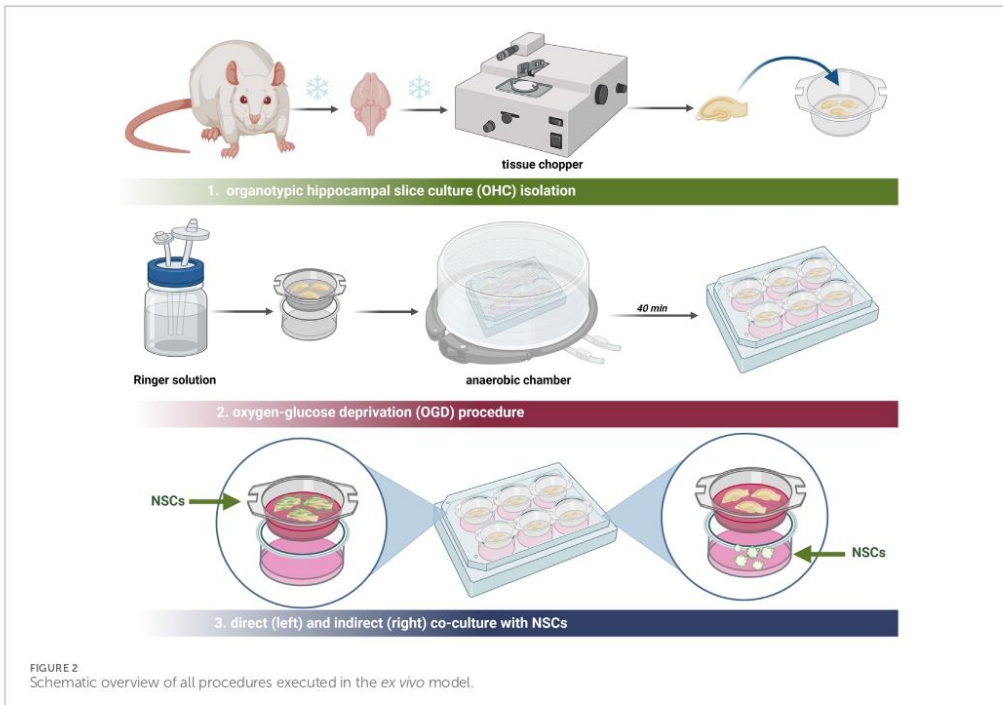 tissue chopper
1. organotypic hippocampal slice culture (OHC) isolation
40 min
Ringer solution
anaerobic chamber
2. oxygen-glucose deprivation (OGD) procedure
NSCs
NSCs
3. direct (left) and indirect (right) co-culture with NSCs
FIGURE 2
Schematic overview of all procedures executed in the ex vivo model.